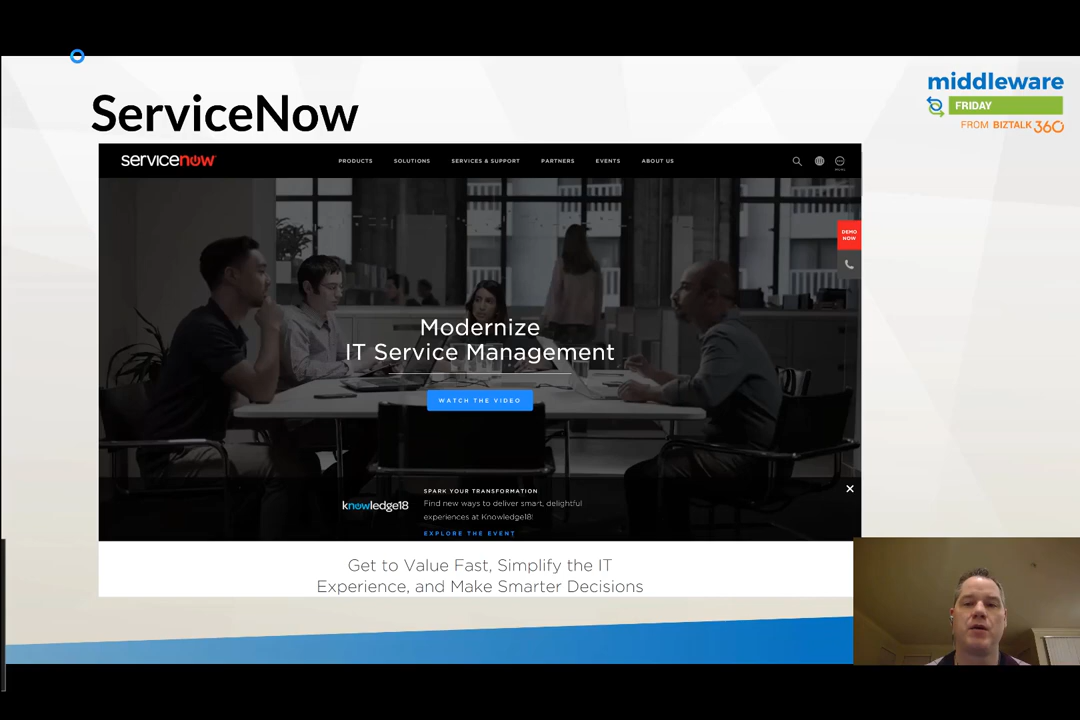 middleware
FRIDAY
FROM BIZTALK 360
ServiceNow
servicenow
PRODUCTS SOLUTIONS SERVICES & SUPPORT PARTNERS EVENTS ABOUT US
MORE
DEMO
NOW
Modernize
IT Service Management
WATCH THE VIDEO
knowledge18
SPARK YOUR TRANSFORMATION
Find new ways to deliver smart, delightful
experiences at Knowledge18!
EXPLORE THE EVENT
Get to Value Fast, Simplify the IT
Experience, and Make Smarter Decisions